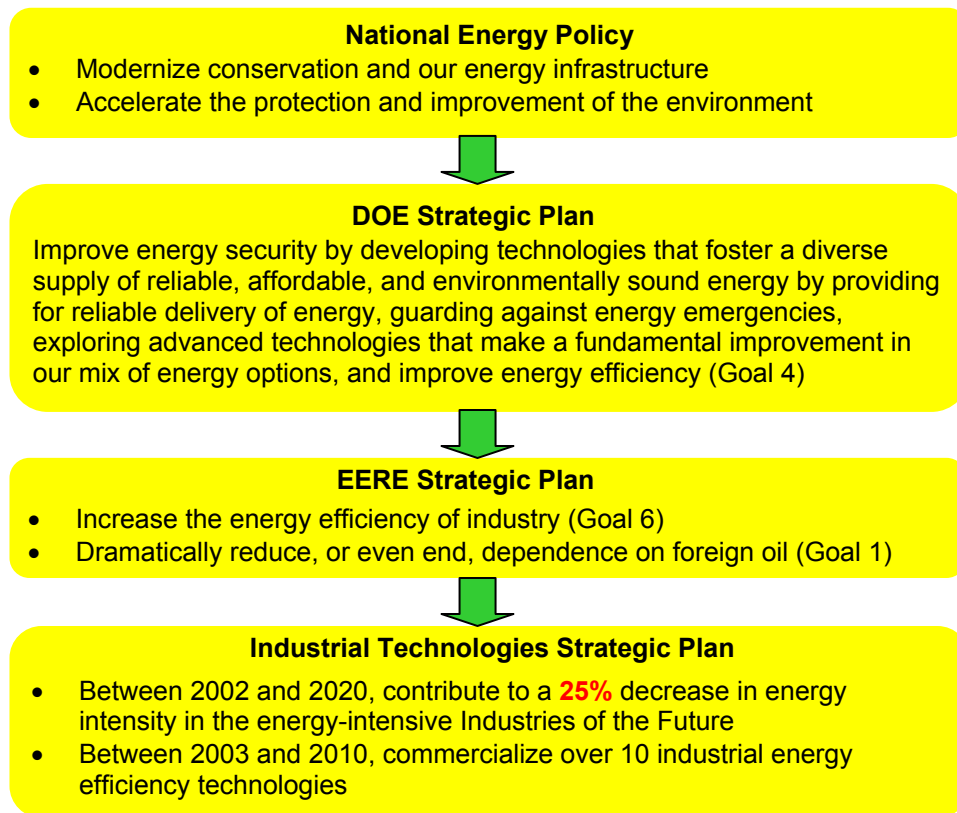 National Energy Policy
• Modernize conservation and our energy infrastructure
• Accelerate the protection and improvement of the environment
DOE Strategic Plan
Improve energy security by developing technologies that foster a diverse
supply of reliable, affordable, and environmentally sound energy by providing
for reliable delivery of energy, guarding against energy emergencies,
exploring advanced technologies that make a fundamental improvement in
our mix of energy options, and improve energy efficiency (Goal 4)
EERE Strategic Plan
• Increase the energy efficiency of industry (Goal 6)
• Dramatically reduce, or even end, dependence on foreign oil (Goal 1)
Industrial Technologies Strategic Plan
• Between 2002 and 2020, contribute to a 25% decrease in energy
intensity in the energy-intensive Industries of the Future
• Between 2003 and 2010, commercialize over 10 industrial energy
efficiency technologies